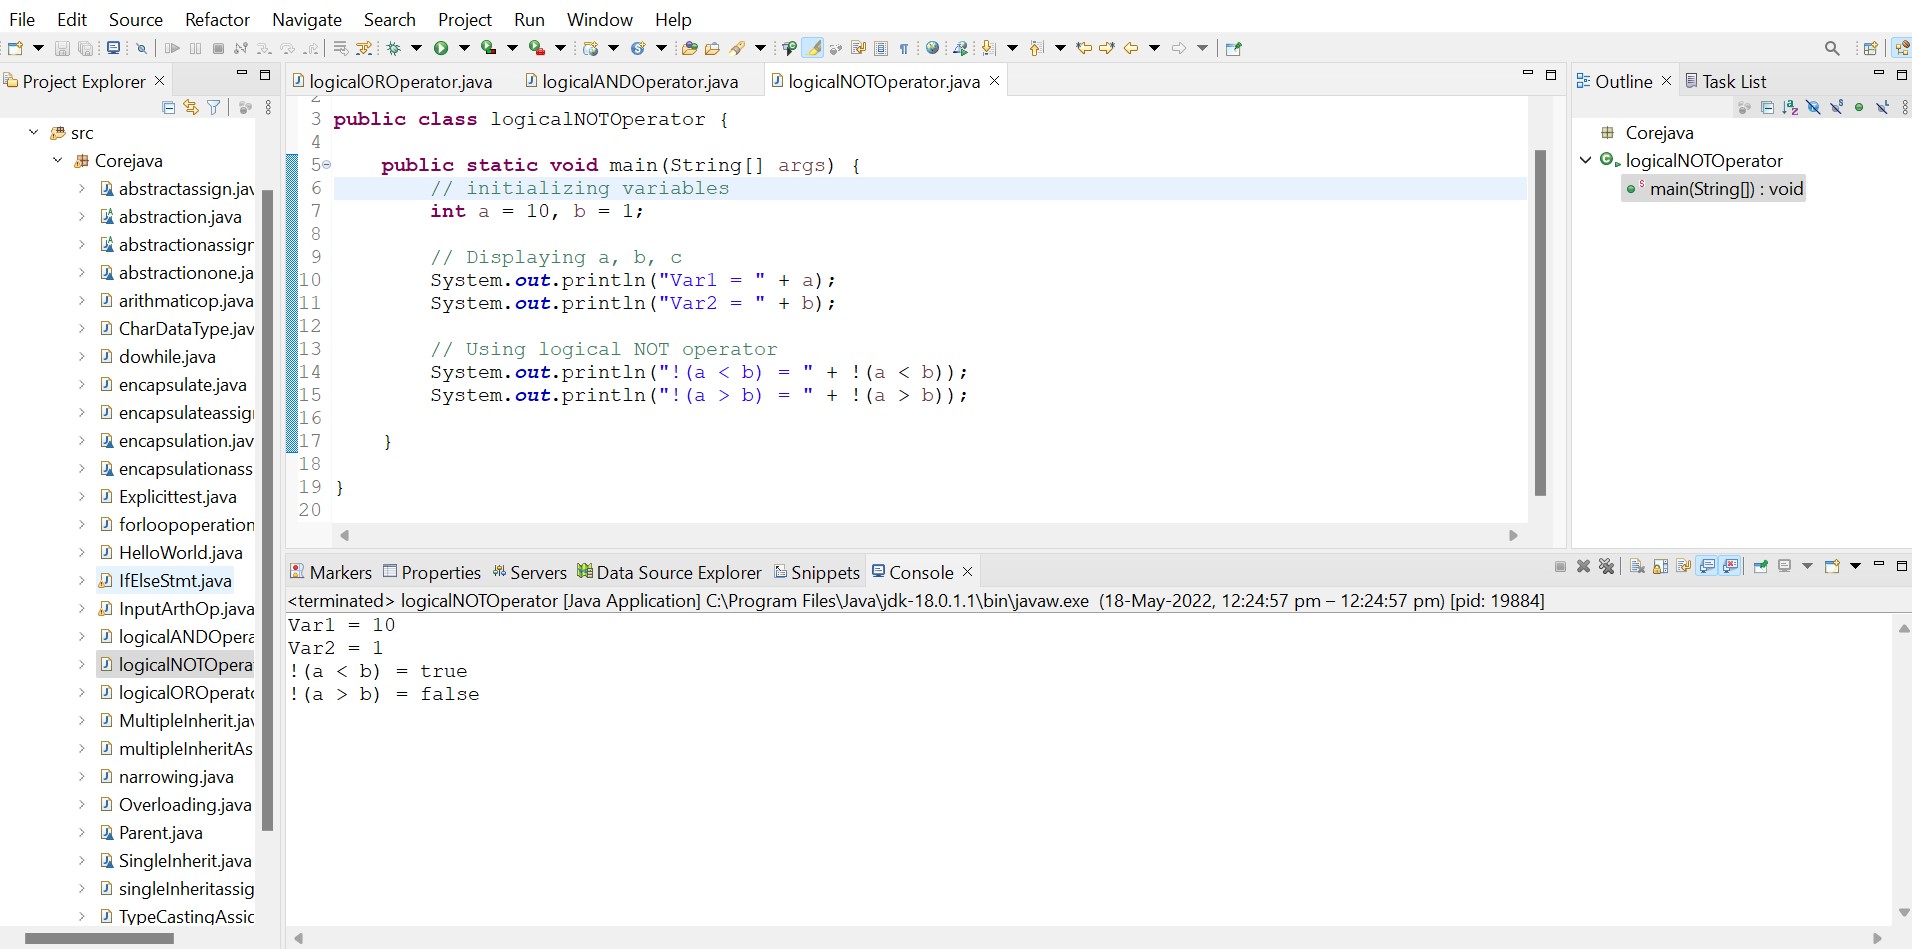 File Edit Source Refactor Navigate Search Project Run Window Help
Project Explorer
src
Corejava
abstractassign.jav
abstraction.java
abstractionassigr
abstractionone.ja
arithmaticop.java
CharDataType.jav
dowhile.java
encapsulate.java
encapsulateassig
encapsulation.jav
encapsulationass
Explicittest.java
forloopoperation
HelloWorld.java
IfElseStmt.java
InputArthOp.java
logicalANDOpera
logicalNOTOpera
logicalOROperato
MultipleInherit.jav
multipleInheritAs
narrowing.java
Overloading.java
Parent.java
SingleInherit.java
singleInheritassig
TypeCastingAssic
logicalOROperator.java logicalANDOperator.java logicalNOTOperator.java
2
3 public class logicalNOTOperator {
4
5 public static void main(String[] args) {
6 // initializing variables
7 int a = 10, b = 1;
8
9 // Displaying a, b, c
10 System.out.println("Var1 = " + a);
11 System.out.println("Var2 = " + b);
12
13 // Using logical NOT operator
14 System.out.println("!(a < b) = " + !(a < b));
15 System.out.println("!(a > b) = " + !(a > b));
16
17 }
18
19 }
20
Outline Task List
Corejava
logicalNOTOperator
main(String[]) : void
Markers Properties Servers Data Source Explorer Snippets Console
<terminated> logicalNOTOperator [Java Application] C:\Program Files\Java\jdk-18.0.1.1\bin\javaw.exe (18-May-2022, 12:24:57 pm – 12:24:57 pm) [pid: 19884]
Var1 = 10
Var2 = 1
!(a < b) = true
!(a > b) = false